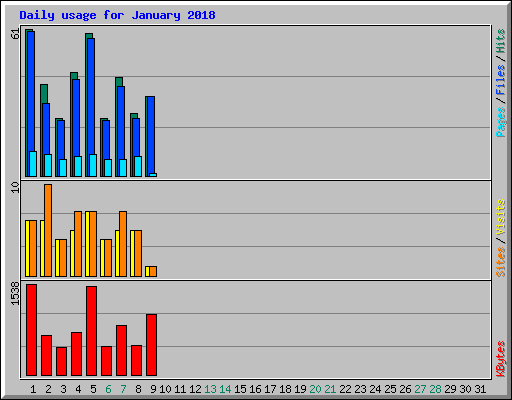 Daily usage for January 2018
61
Pages/Files/Hits
10
Sites/Visits
1538
KBytes
1 2 3 4 5 6 7 8 9 10 11 12 13 14 15 16 17 18 19 20 21 22 23 24 25 26 27 28 29 30 31